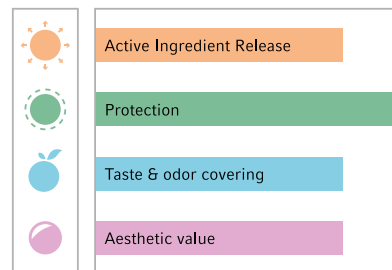 Active Ingredient Release
Protection
Taste & odor covering
Aesthetic value